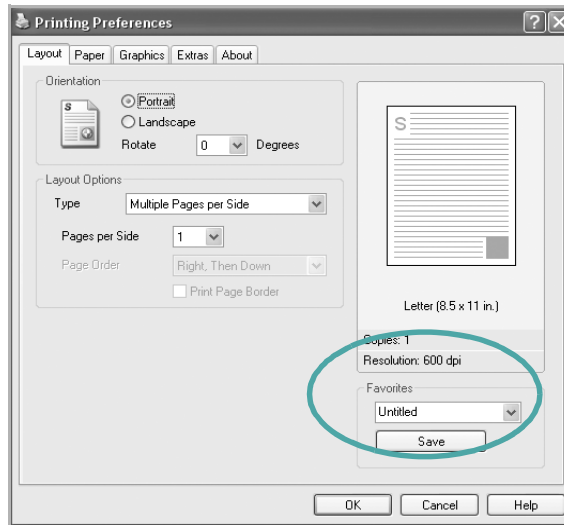 Printing Preferences
Layout Paper Graphics Extras About
Orientation
S
Portrait
Landscape
Rotate 0 Degrees
Layout Options
Type Multiple Pages per Side
Pages per Side 1
Page Order Right, Then Down
Print Page Border
S
Letter (8.5 x 11 in.)
Copies: 1
Resolution: 600 dpi
Favorites
Untitled
Save
OK Cancel Help